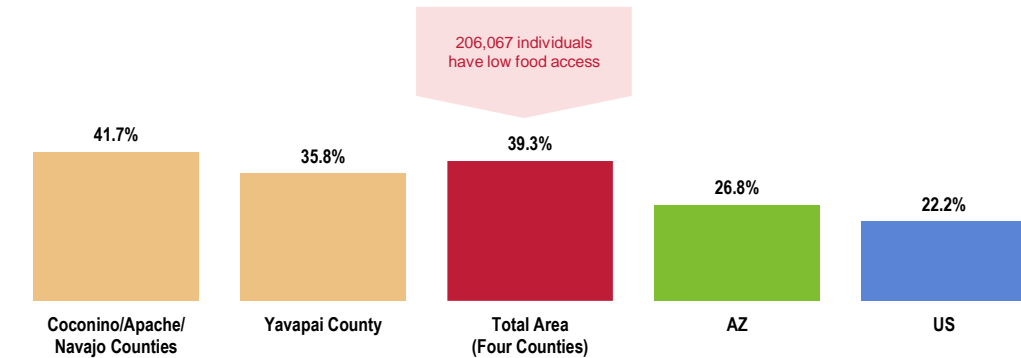 206,067 individuals
have low food access
41.7%
35.8%
39.3%
26.8%
22.2%
Coconino/Apache/
Navajo Counties
Yavapai County
Total Area
(Four Counties)
AZ
US